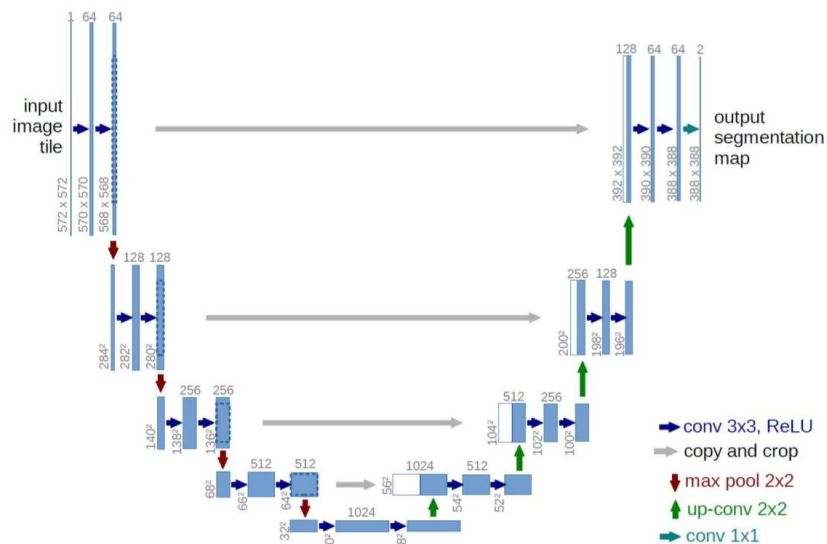 1 64 64
128 64 64 2
input
image
tile
output
segmentation
map
572 x 572
570 x 570
568 x 568
392 x 392
390 x 390
388 x 388
388 x 388
128 128
256 128
284²
282²
280²
200²
198²
196²
256 256
512 256
140²
138²
136²
104²
102²
100²
512 512
1024 512
68²
66²
64²
56²
54²
52²
1024
32²
0²
8²
conv 3x3, ReLU
copy and crop
max pool 2x2
up-conv 2x2
conv 1x1